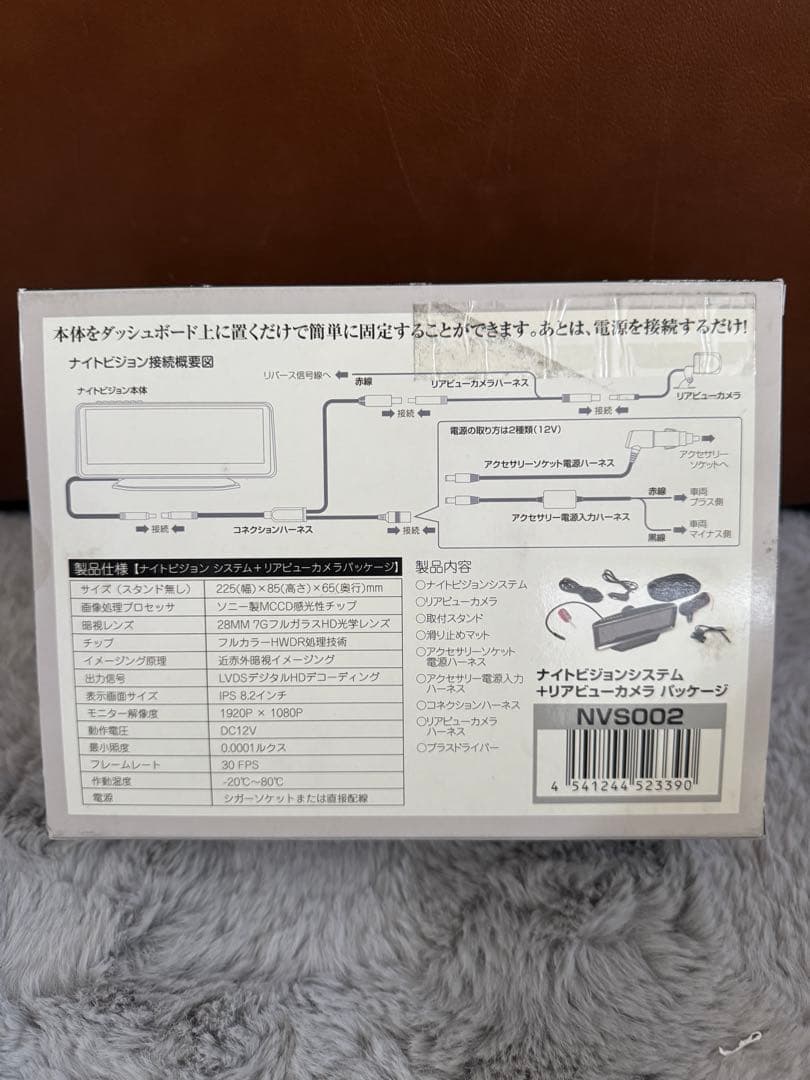 本体をダッシュボード上に置くだけで簡単に固定することができます。あとは、電源を接続するだけ!
ナイトビジョン接続概要図
ナイトビジョン本体
リバース信号線へ
赤線
リアビューカメラハーネス
接続
接続
リアビューカメラ
電源の取り方は2種類(12V)
アクセサリーソケット電源ハーネス
アクセサリー
ソケットへ
赤線
車両
プラス側
アクセサリー電源入力ハーネス
黒線
車両
マイナス側
接続
コネクションハーネス
接続
製品仕様【ナイトビジョン システム+リアビューカメラパッケージ】
サイズ(スタンド無し) 225(幅)×85(高さ)×65(奥行)mm
画像処理プロセッサ ソニー製MCCD感光性チップ
暗視レンズ 28MM 7GフルガラスHD光学レンズ
チップ フルカラーHWDR処理技術
イメージング原理 近赤外暗視イメージング
出力信号 LVDSデジタルHDデコーディング
表示画面サイズ IPS 8.2インチ
モニター解像度 1920P × 1080P
動作電圧 DC12V
最小照度 0.0001ルクス
フレームレート 30 FPS
作動温度 -20℃〜80℃
電源 シガーソケットまたは直接配線
製品内容
○ナイトビジョンシステム
○リアビューカメラ
○取付スタンド
○滑り止めマット
○アクセサリーソケット
電源ハーネス
○アクセサリー電源入力
ハーネス
○コネクションハーネス
○リアビューカメラ
ハーネス
○プラスドライバー
ナイトビジョンシステム
+リアビューカメラ パッケージ
NVS002
4 541244 523390